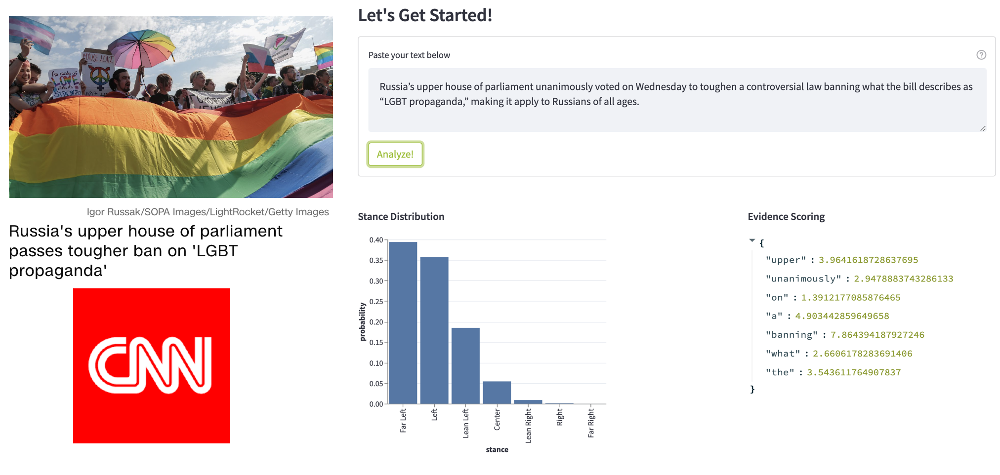 MAKE LOVE
NOT
I'm made of
LOVE
and it's
STRONGER
Igor Russak/SOPA Images/LightRocket/Getty Images
Russia's upper house of parliament
passes tougher ban on 'LGBT
propaganda'
CNN
Let's Get Started!
Paste your text below
?
Russia’s upper house of parliament unanimously voted on Wednesday to toughen a controversial law banning what the bill describes as
“LGBT propaganda,” making it apply to Russians of all ages.
Analyze!
Stance Distribution
0.40
0.35
0.30
0.25
0.20
0.15
0.10
0.05
0.00
probability
Far Left
Left
Lean Left
Center
Lean Right
Right
Far Right
stance
Evidence Scoring
{
"upper" : 3.9641618728637695
"unanimously" : 2.9478883743286133
"on" : 1.3912177085876465
"a" : 4.903442859649658
"banning" : 7.864394187927246
"what" : 2.6606178283691406
"the" : 3.543611764907837
}